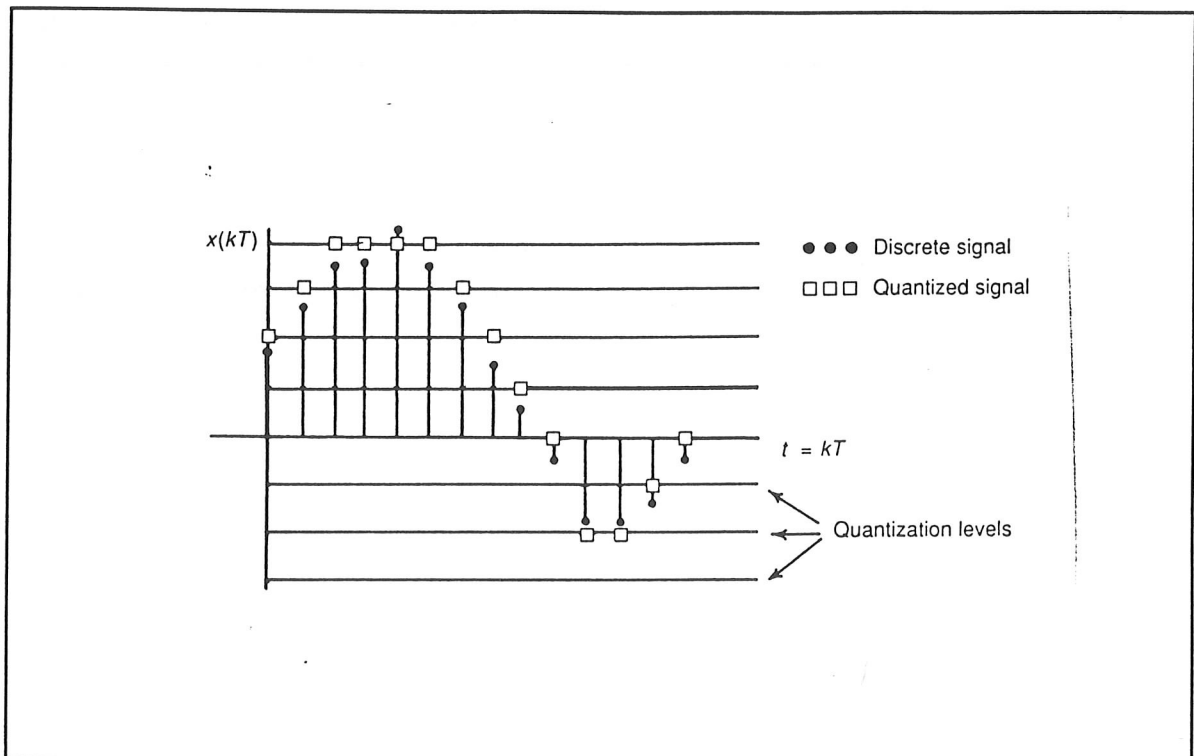 x(kT)
Discrete signal
Quantized signal
t = kT
Quantization levels